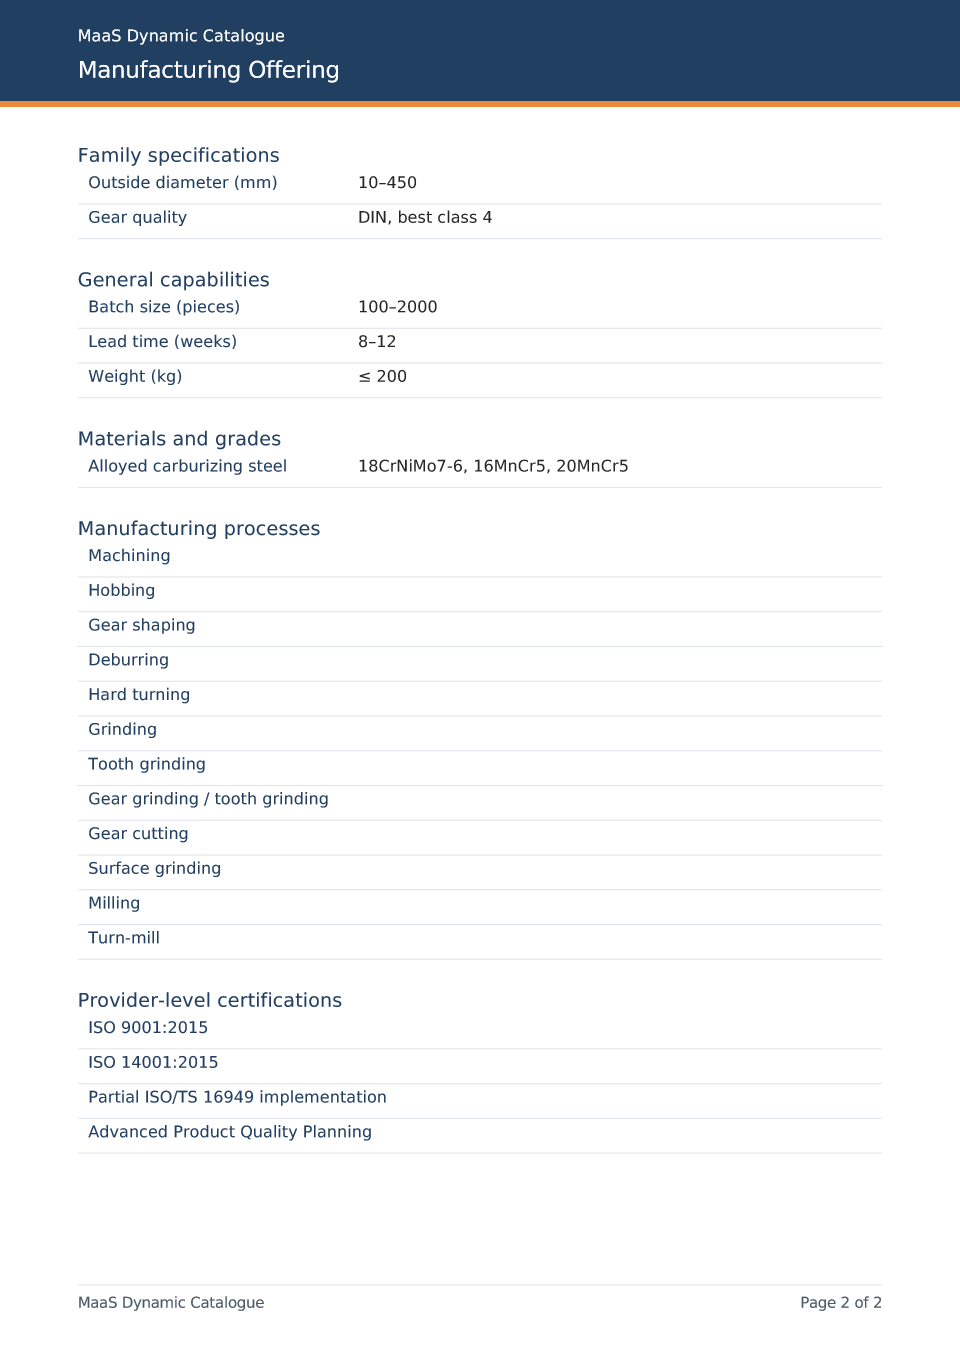 MaaS Dynamic Catalogue
Manufacturing Offering
Family specifications
Outside diameter (mm) 10–450
Gear quality DIN, best class 4
General capabilities
Batch size (pieces) 100–2000
Lead time (weeks) 8–12
Weight (kg) ≤ 200
Materials and grades
Alloyed carburizing steel 18CrNiMo7-6, 16MnCr5, 20MnCr5
Manufacturing processes
Machining
Hobbing
Gear shaping
Deburring
Hard turning
Grinding
Tooth grinding
Gear grinding / tooth grinding
Gear cutting
Surface grinding
Milling
Turn-mill
Provider-level certifications
ISO 9001:2015
ISO 14001:2015
Partial ISO/TS 16949 implementation
Advanced Product Quality Planning
MaaS Dynamic Catalogue Page 2 of 2